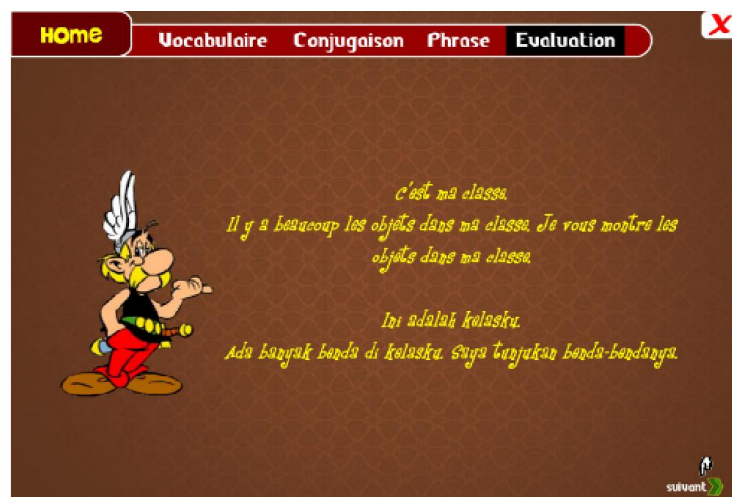 HOme
Vocabulaire Conjugaison Phrase Evaluation
X
C'est ma classe.
Il y a beaucoup les objets dans ma classe. Je vous montre les
objets dans ma classe.
Ini adalah kelasku.
Ada banyak benda di kelasku. Saya tunjukan benda-bendanya.
suivant